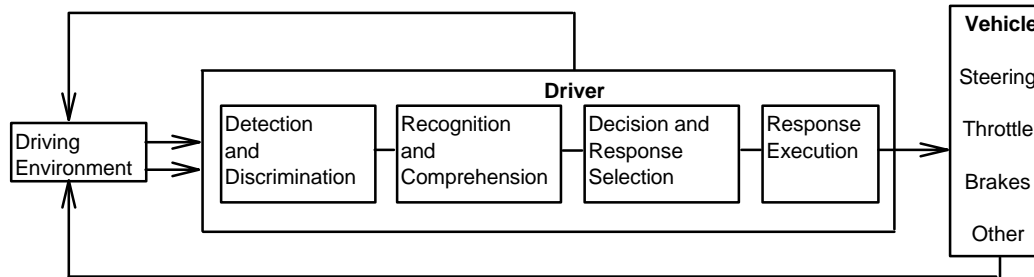 Driving
Environment
Driver
Detection
and
Discrimination
Recognition
and
Comprehension
Decision and
Response
Selection
Response
Execution
Vehicle
Steering
Throttle
Brakes
Other